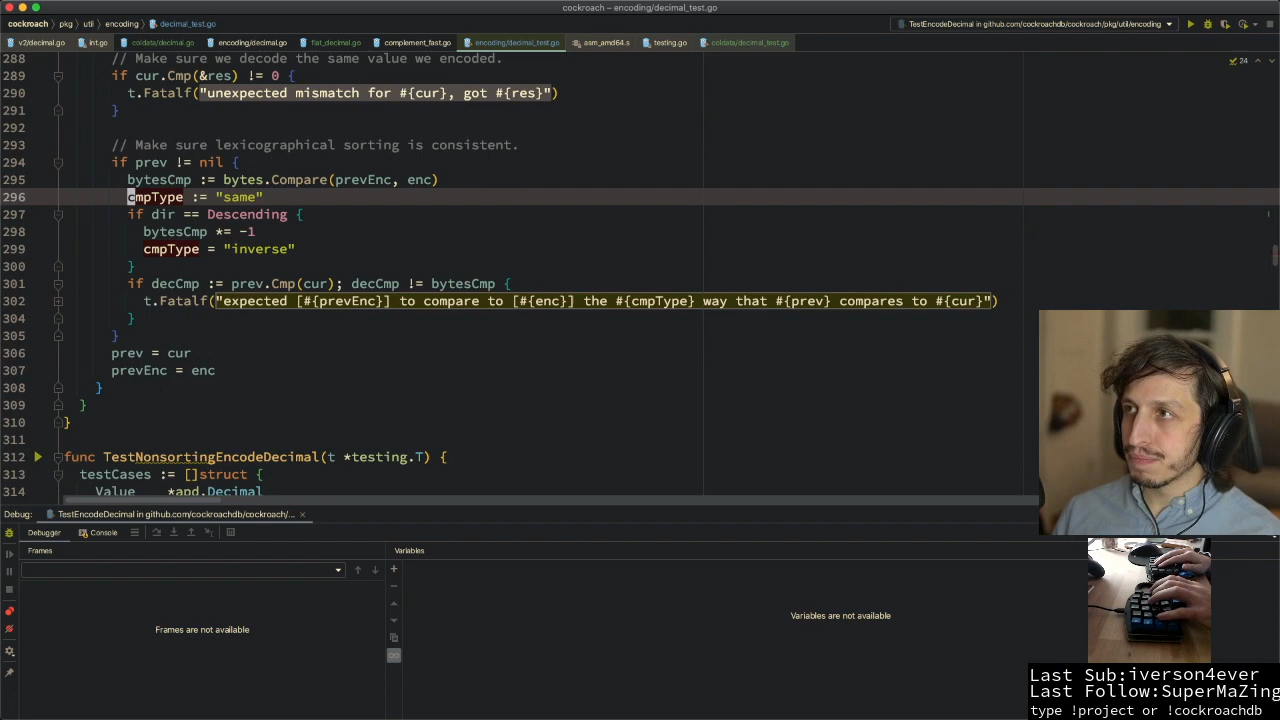 cockroach – encoding/decimal_test.go
cockroach › pkg › util › encoding › decimal_test.go
TestEncodeDecimal in github.com/cockroachdb/cockroach/pkg/util/encoding
v2/decimal.go int.go coldata/decimal.go encoding/decimal.go flat_decimal.go complement_fast.go encoding/decimal_test.go asm_amd64.s testing.go coldata/decimal_test.go
288 // Make sure we decode the same value we encoded.
24
289 if cur.Cmp(&res) != 0 {
290 t.Fatalf("unexpected mismatch for #{cur}, got #{res}")
291 }
292
293 // Make sure lexicographical sorting is consistent.
294 if prev != nil {
295 bytesCmp := bytes.Compare(prevEnc, enc)
296 cmpType := "same"
297 if dir == Descending {
298 bytesCmp *= -1
299 cmpType = "inverse"
300 }
301 if decCmp := prev.Cmp(cur); decCmp != bytesCmp {
302 t.Fatalf("expected [#{prevEnc}] to compare to [#{enc}] the #{cmpType} way that #{prev} compares to #{cur}")
304 }
305 }
306 prev = cur
307 prevEnc = enc
308 }
309 }
310 }
311
312 func TestNonsortingEncodeDecimal(t *testing.T) {
313 testCases := []struct {
314 Value *apd.Decimal
Debug: TestEncodeDecimal in github.com/cockroachdb/cockroach/...
Debugger Console
Frames Variables
Frames are not available
Variables are not available
Last Sub:iverson4ever
Last Follow:SuperMaZing
type !project or !cockroachdb